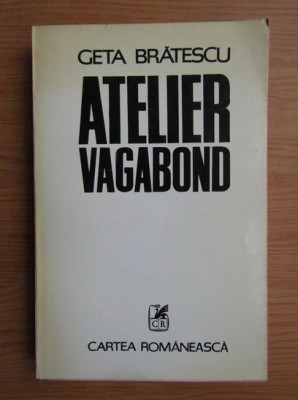 GETA BRĂTESCU
ATELIER
VAGABOND
CR
CARTEA ROMÂNEASCĂ